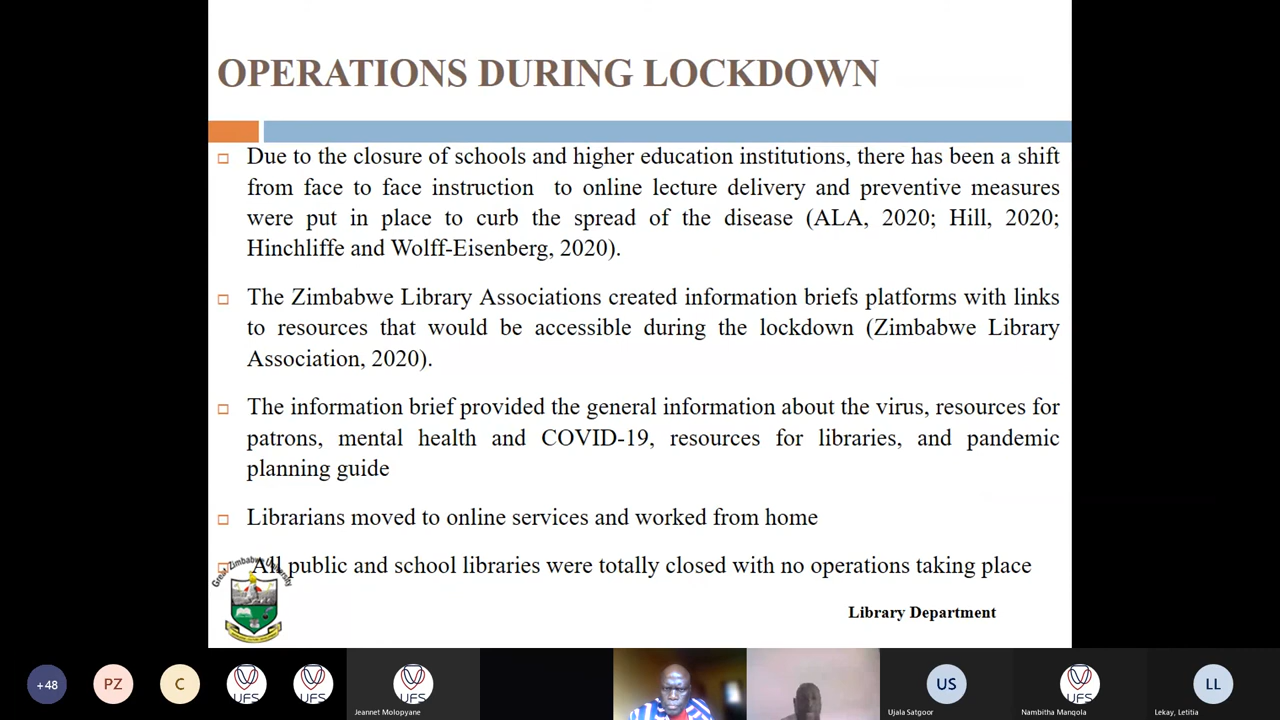 OPERATIONS DURING LOCKDOWN
Due to the closure of schools and higher education institutions, there has been a shift
from face to face instruction to online lecture delivery and preventive measures
were put in place to curb the spread of the disease (ALA, 2020; Hill, 2020;
Hinchliffe and Wolff-Eisenberg, 2020).
The Zimbabwe Library Associations created information briefs platforms with links
to resources that would be accessible during the lockdown (Zimbabwe Library
Association, 2020).
The information brief provided the general information about the virus, resources for
patrons, mental health and COVID-19, resources for libraries, and pandemic
planning guide
Librarians moved to online services and worked from home
All public and school libraries were totally closed with no operations taking place
Great Zimbabwe University
Library Department
+48
PZ
C
UFS
UFS
UFS
Jeannet Molopyane
US
Ujala Satgoor
UFS
Nambitha Manqola
LL
Lekay, Letitia